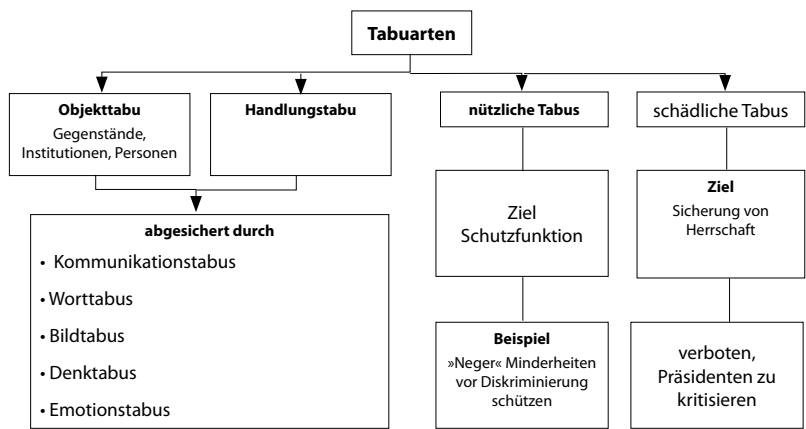 Tabuarten
Objekttabu
Gegenstände,
Institutionen, Personen
Handlungstabu
nützliche Tabus
schädliche Tabus
abgesichert durch
• Kommunikationstabus
• Worttabus
• Bildtabus
• Denktabus
• Emotionstabus
Ziel
Schutzfunktion
Ziel
Sicherung von
Herrschaft
Beispiel
»Neger« Minderheiten
vor Diskriminierung
schützen
verboten,
Präsidenten zu
kritisieren